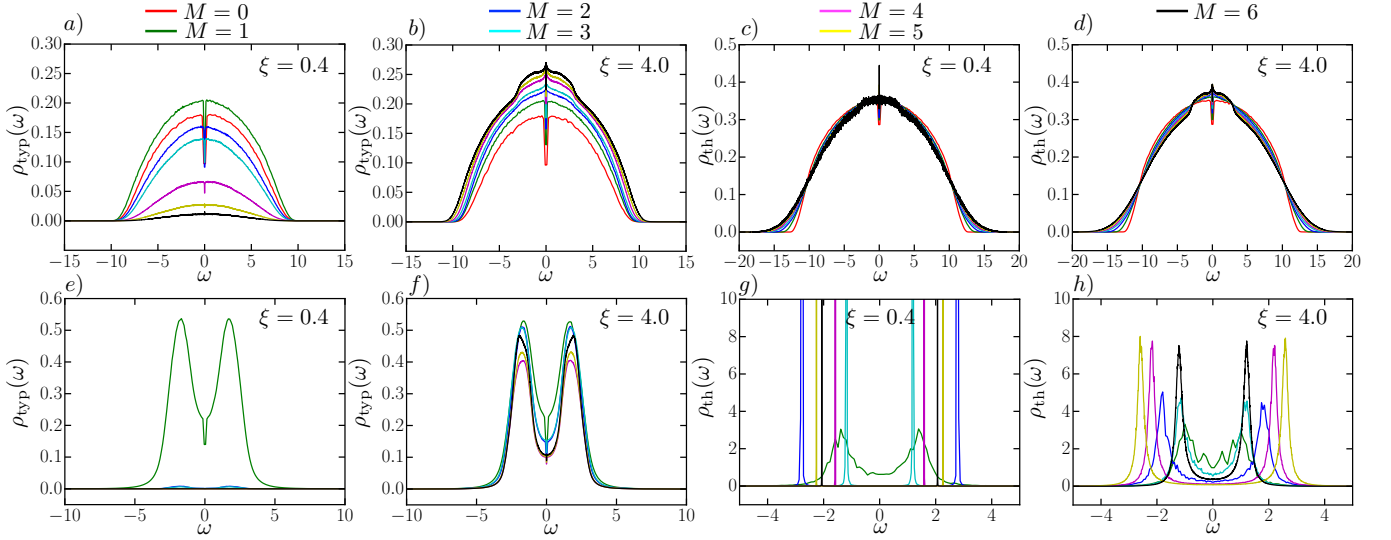 M = 0
M = 1
M = 2
M = 3
M = 4
M = 5
M = 6
a)
ξ = 0.4
ρtyp(ω)
0.30
0.25
0.20
0.15
0.10
0.05
0.00
−15 −10 −5 0 5 10 15
ω
b)
ξ = 4.0
ρtyp(ω)
0.30
0.25
0.20
0.15
0.10
0.05
0.00
−15 −10 −5 0 5 10 15
ω
c)
ξ = 0.4
ρth(ω)
0.5
0.4
0.3
0.2
0.1
0.0
−20 −15 −10 −5 0 5 10 15 20
ω
d)
ξ = 4.0
ρth(ω)
0.5
0.4
0.3
0.2
0.1
0.0
−20 −15 −10 −5 0 5 10 15 20
ω
e)
ξ = 0.4
ρtyp(ω)
0.6
0.5
0.4
0.3
0.2
0.1
0.0
−10 −5 0 5 10
ω
f)
ξ = 4.0
ρtyp(ω)
0.6
0.5
0.4
0.3
0.2
0.1
0.0
−10 −5 0 5 10
ω
g)
ξ = 0.4
ρth(ω)
10
8
6
4
2
0
−4 −2 0 2 4
ω
h)
ξ = 4.0
ρth(ω)
10
8
6
4
2
0
−4 −2 0 2 4
ω